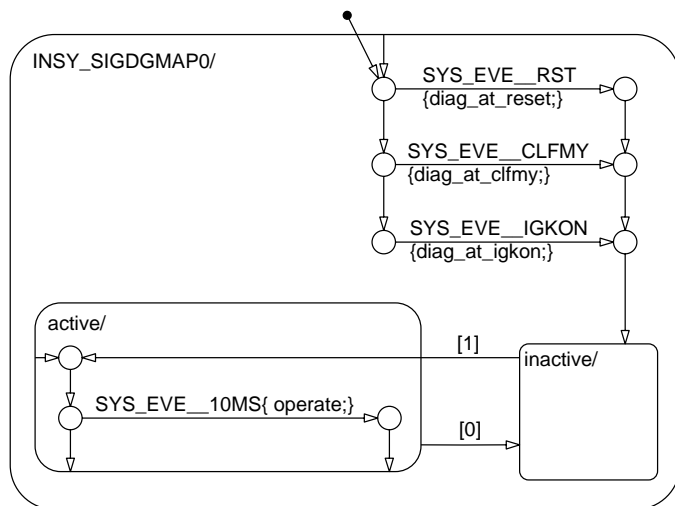 INSY_SIGDGMAP0/
SYS_EVE__RST
{diag_at_reset;}
SYS_EVE__CLFMY
{diag_at_clfmy;}
SYS_EVE__IGKON
{diag_at_igkon;}
active/
[1]
inactive/
SYS_EVE__10MS{ operate;}
[0]